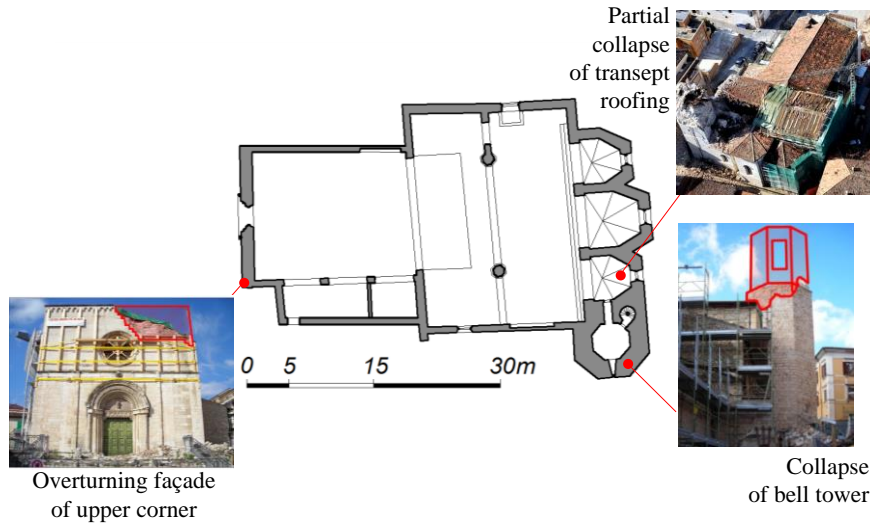 Partial
collapse
of transept
roofing
0 5 15 30m
Overturning façade
of upper corner
Collapse
of bell tower